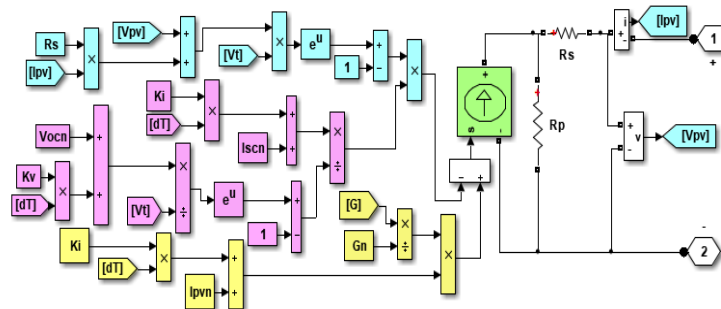 Rs
[Ipv]
×
[Vpv]
+
+
[Vt]
×
÷
e^u
1
+
−
×
Ki
[dT]
×
Iscn
+
+
×
÷
Vocn
Kv
[dT]
×
+
+
[Vt]
×
÷
e^u
1
+
−
Ki
[dT]
×
Ipvn
+
+
[G]
Gn
×
÷
×
− +
+
s
-
Rs
Rp
i
+
-
[Ipv]
1
+
+
-
v
[Vpv]
-
2